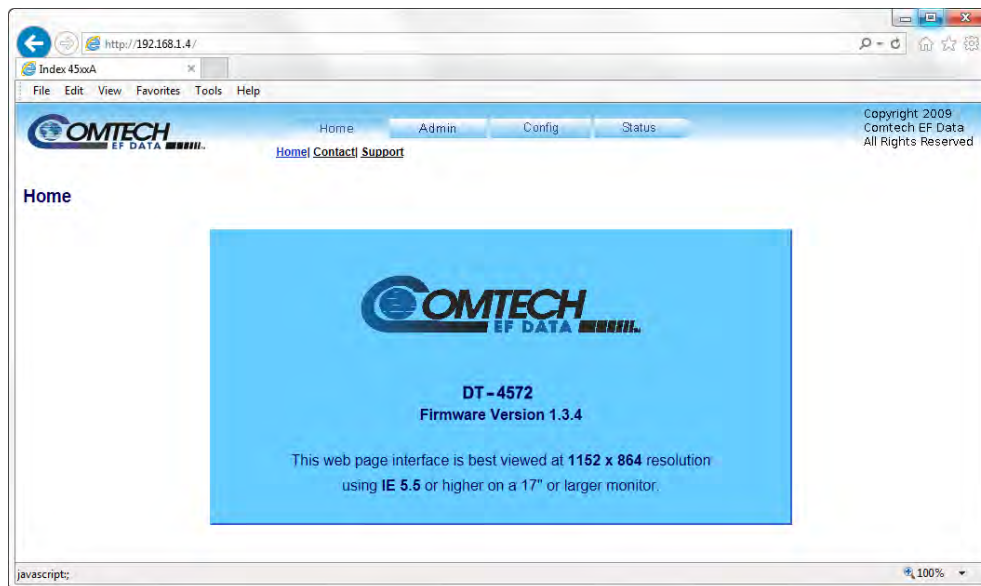 http://192.168.1.4/
Index 45xxA
File Edit View Favorites Tools Help
COMTECH
EF DATA
Home Admin Config Status
Copyright 2009
Comtech EF Data
All Rights Reserved
Home| Contact| Support
Home
COMTECH
EF DATA
DT-4572
Firmware Version 1.3.4
This web page interface is best viewed at 1152 x 864 resolution
using IE 5.5 or higher on a 17" or larger monitor.
javascript:;
100%